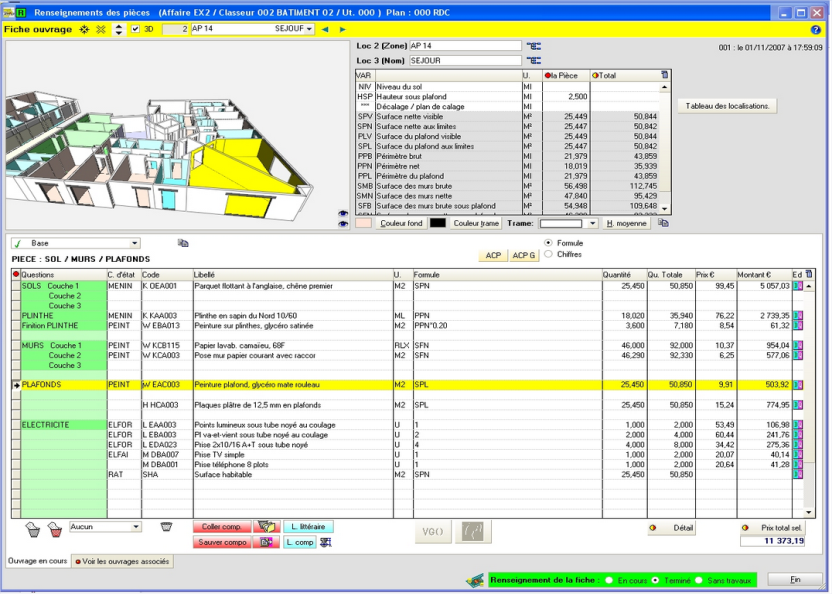 Renseignements des pièces (Affaire EX2 / Classeur 002 BATIMENT 02 / Ut. 000 ) Plan : 000 RDC
Fiche ouvrage 3D 2 AP 14 SEJOUF
Loc 2 (Zone) AP 14
001 : le 01/11/2007 à 17:59:09
Loc 3 (Nom) SEJOUR
VAR U. la Pièce Total
NIV Niveau du sol Ml
HSP Hauteur sous plafond Ml 2,500
*** Décalage / plan de calage Ml
Tableau des localisations.
SPV Surface nette visible M² 25,449 50,844
SPN Surface nette aux limites M² 25,447 50,842
PLV Surface du plafond visible M² 25,449 50,844
SPL Surface du plafond aux limites M² 25,447 50,842
PPB Périmètre brut Ml 21,979 43,859
PPN Périmètre net Ml 18,019 35,939
PPL Périmètre du plafond Ml 21,979 43,859
SMB Surface des murs brute M² 56,498 112,745
SMN Surface des murs nette M² 47,840 95,429
SFB Surface des murs brute sous plafond M² 54,948 109,648
Couleur fond Couleur trame Trame: H. moyenne
Base
Formule
ACP ACP G Chiffres
PIECE : SOL / MURS / PLAFONDS
Questions C. d'état Code Libellé U. Formule Quantité Qu. Totale Prix € Montant € Ed
SOLS Couche 1 MENIN K OEA001 Parquet flottant à l'anglaise, chêne premier M2 SPN 25,450 50,850 99,45 5 057,03
Couche 2
Couche 3
PLINTHE MENIN K KAA003 Plinthe en sapin du Nord 10/60 ML PPN 18,020 35,940 76,22 2 739,35
Finition PLINTHE PEINT W EBA013 Peinture sur plinthes, glycéro satinée M2 PPN*0.20 3,600 7,180 8,54 61,32
MURS Couche 1 PEINT W KCB115 Papier lavab. camaïeu, 68F RLX SFN 46,000 92,000 10,37 954,04
Couche 2 PEINT W KCA003 Pose mur papier courant avec raccor M2 SFN 46,290 92,330 6,25 577,06
Couche 3
PLAFONDS PEINT W EAC003 Peinture plafond, glycéro mate rouleau M2 SPL 25,450 50,850 9,91 503,92
H HCA003 Plaques plâtre de 12,5 mm en plafonds M2 SPL 25,450 50,850 15,24 774,95
ELECTRICITE ELFOR L EAA003 Points lumineux sous tube noyé au coulage U 1 1,000 2,000 53,49 106,98
ELFOR L EBA003 Pl va-et-vient sous tube noyé au coulage U 2 2,000 4,000 60,44 241,76
ELFOR L EDA023 Prise 2x10/16 A+T sous tube noyé U 4 4,000 8,000 34,42 275,36
ELFAI M DBA007 Prise TV simple U 1 1,000 2,000 20,07 40,14
M DBA001 Prise téléphone 8 plots U 1 1,000 2,000 20,64 41,28
RAT SHA Surface habitable M2 SPN 25,450 50,850
Aucun Coller comp. L. littéraire VG() Détail Prix total sel.
Sauver compo L. comp 11 373,19
Ouvrage en cours Voir les ouvrages associés
Renseignement de la fiche : En cours Terminé Sans travaux Fin